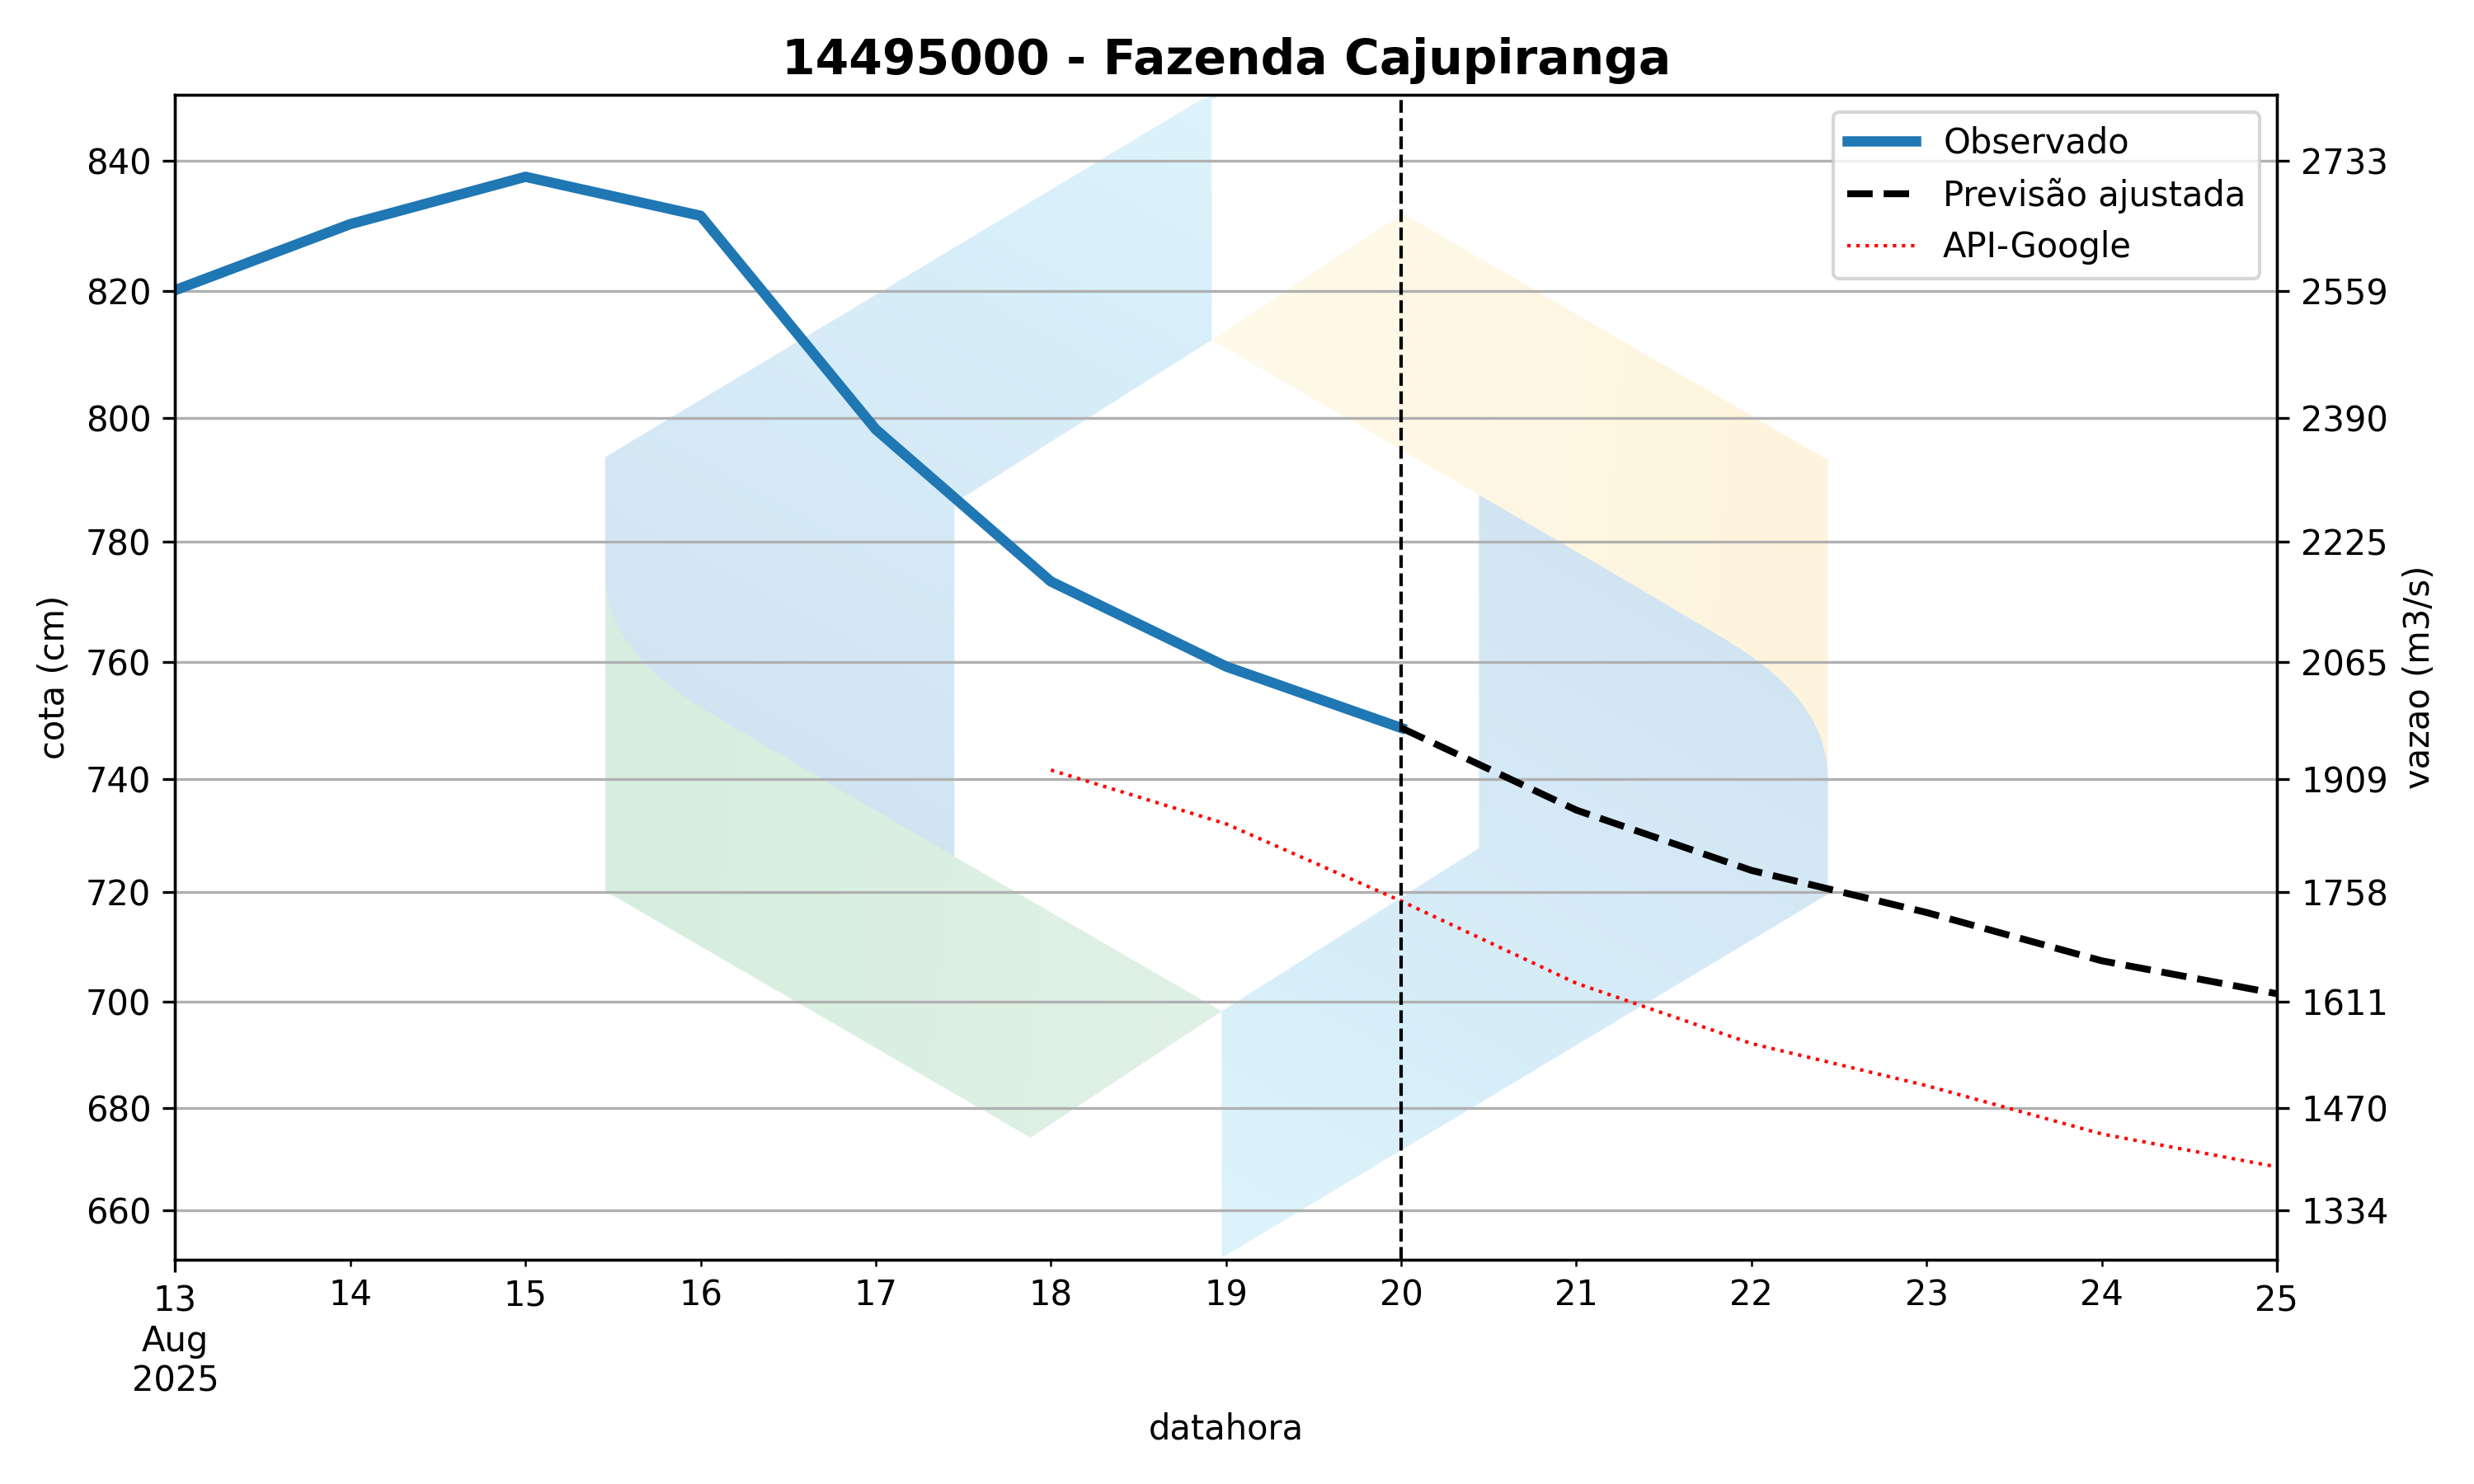 14495000 - Fazenda Cajupiranga
Observado
Previsão ajustada
API-Google
cota (cm)
840
820
800
780
760
740
720
700
680
660
2733
2559
2390
2225
2065
1909
1758
1611
1470
1334
vazao (m3/s)
13 14 15 16 17 18 19 20 21 22 23 24 25
Aug
2025
datahora